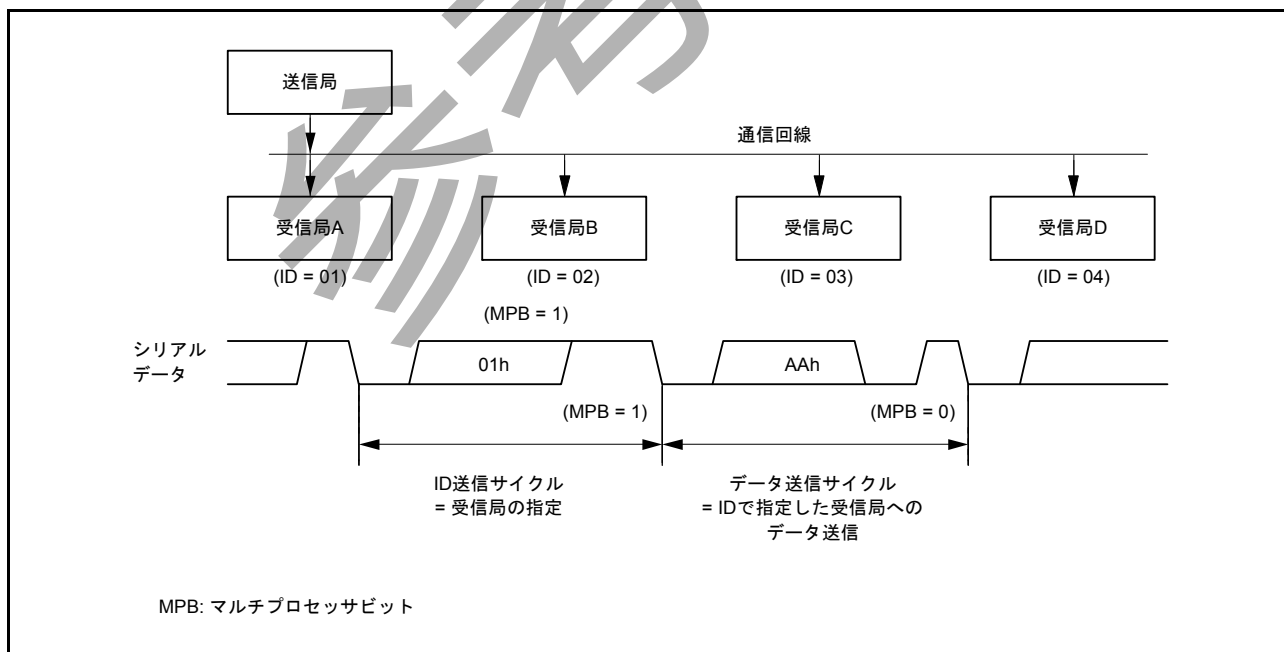 参考
送信局
通信回線
受信局A
受信局B
受信局C
受信局D
(ID = 01)
(ID = 02)
(ID = 03)
(ID = 04)
(MPB = 1)
シリアル
データ
01h
AAh
(MPB = 1)
(MPB = 0)
ID送信サイクル
= 受信局の指定
データ送信サイクル
= IDで指定した受信局への
データ送信
MPB: マルチプロセッサビット